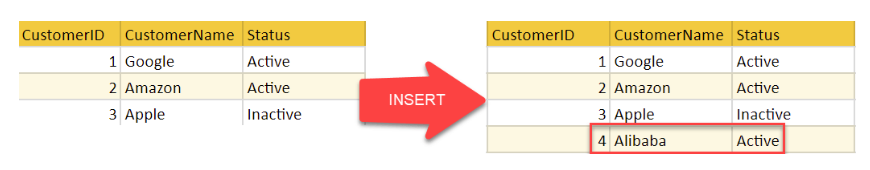 CustomerID CustomerName Status
1 Google Active
2 Amazon Active
3 Apple Inactive
INSERT
CustomerID CustomerName Status
1 Google Active
2 Amazon Active
3 Apple Inactive
4 Alibaba Active